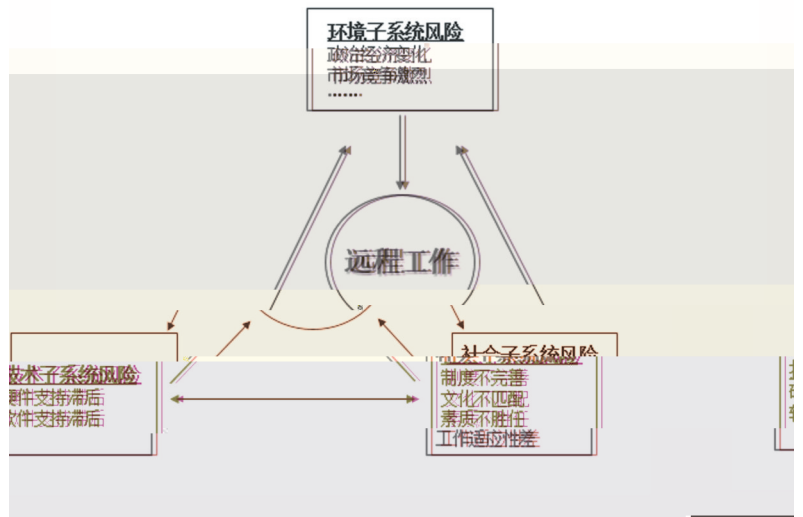 环境子系统风险
政治经济变化
市场竞争激烈
……
远程工作
技术子系统风险
硬件支持滞后
软件支持滞后
社会子系统风险
制度不完善
文化不匹配
素质不胜任
工作适应性差